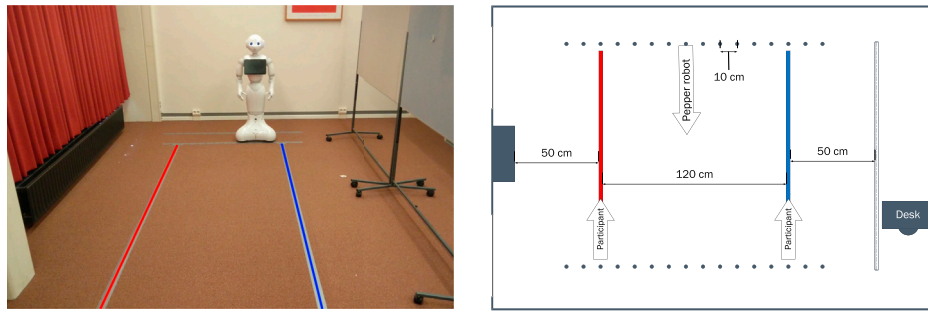 Pepper robot
10 cm
50 cm
50 cm
120 cm
Participant
Participant
Desk